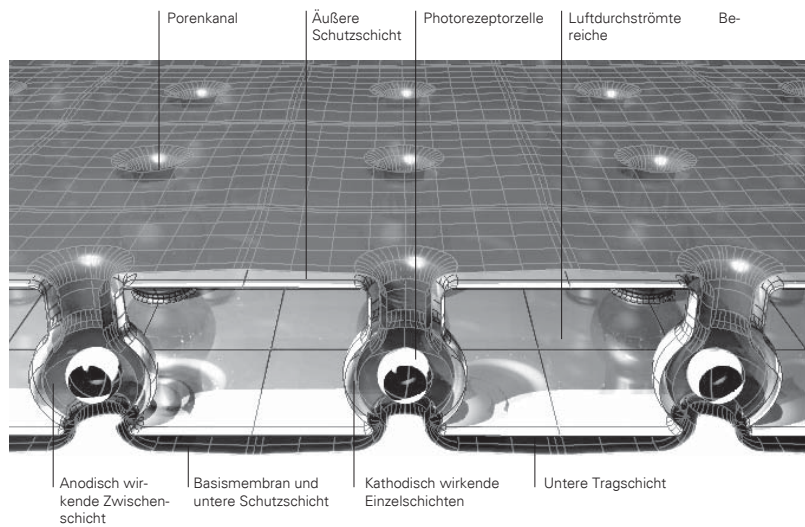 Porenkanal
Äußere
Schutzschicht
Photorezeptorzelle
Luftdurchströmte Be-
reiche
Anodisch wir-
kende Zwischen-
schicht
Basismembran und
untere Schutzschicht
Kathodisch wirkende
Einzelschichten
Untere Tragschicht